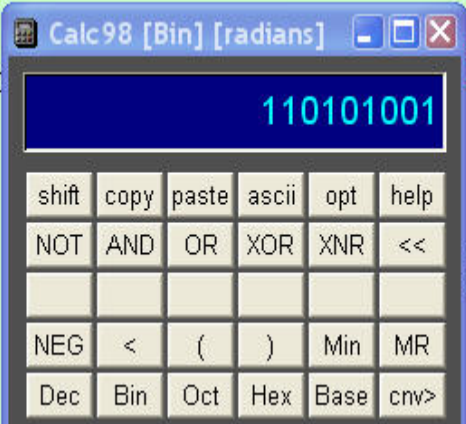 Calc98 [Bin] [radians]
110101001
shift copy paste ascii opt help
NOT AND OR XOR XNR <<
NEG < ( ) Min MR
Dec Bin Oct Hex Base cnv>